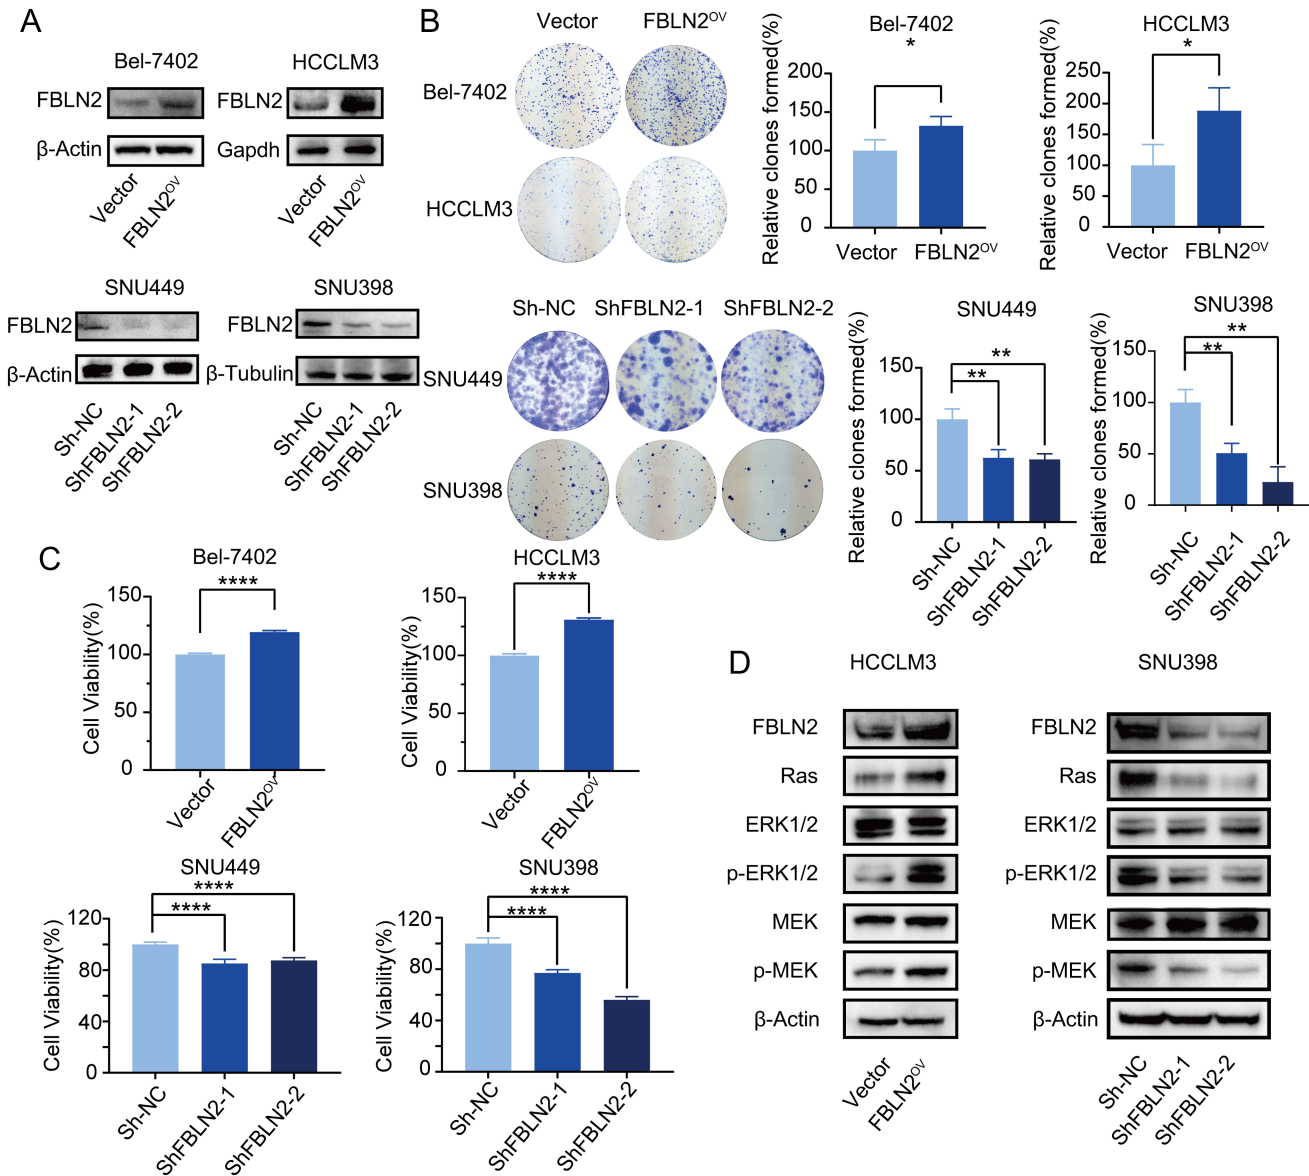 A
Bel-7402
HCCLM3
FBLN2
FBLN2
β-Actin
Gapdh
Vector
FBLN2OV
Vector
FBLN2OV
SNU449
SNU398
FBLN2
FBLN2
β-Actin
β-Tubulin
Sh-NC
ShFBLN2-1
ShFBLN2-2
Sh-NC
ShFBLN2-1
ShFBLN2-2
B
Vector
FBLN2OV
Bel-7402
HCCLM3
Bel-7402
*
Relative clones formed(%)
200
150
100
50
0
Vector
FBLN2OV
HCCLM3
*
Relative clones formed(%)
250
200
150
100
50
0
Vector
FBLN2OV
Sh-NC
ShFBLN2-1
ShFBLN2-2
SNU449
SNU398
SNU449
**
**
Relative clones formed(%)
150
100
50
0
Sh-NC
ShFBLN2-1
ShFBLN2-2
SNU398
**
**
Relative clones formed(%)
150
100
50
0
Sh-NC
ShFBLN2-1
ShFBLN2-2
C
Bel-7402
****
Cell Viability(%)
150
100
50
0
Vector
FBLN2OV
HCCLM3
****
Cell Viability(%)
150
100
50
0
Vector
FBLN2OV
SNU449
****
****
Cell Viability(%)
120
80
40
0
Sh-NC
ShFBLN2-1
ShFBLN2-2
SNU398
****
****
Cell Viability(%)
120
80
40
0
Sh-NC
ShFBLN2-1
ShFBLN2-2
D
HCCLM3
SNU398
FBLN2
FBLN2
Ras
Ras
ERK1/2
ERK1/2
p-ERK1/2
p-ERK1/2
MEK
MEK
p-MEK
p-MEK
β-Actin
β-Actin
Vector
FBLN2OV
Sh-NC
ShFBLN2-1
ShFBLN2-2